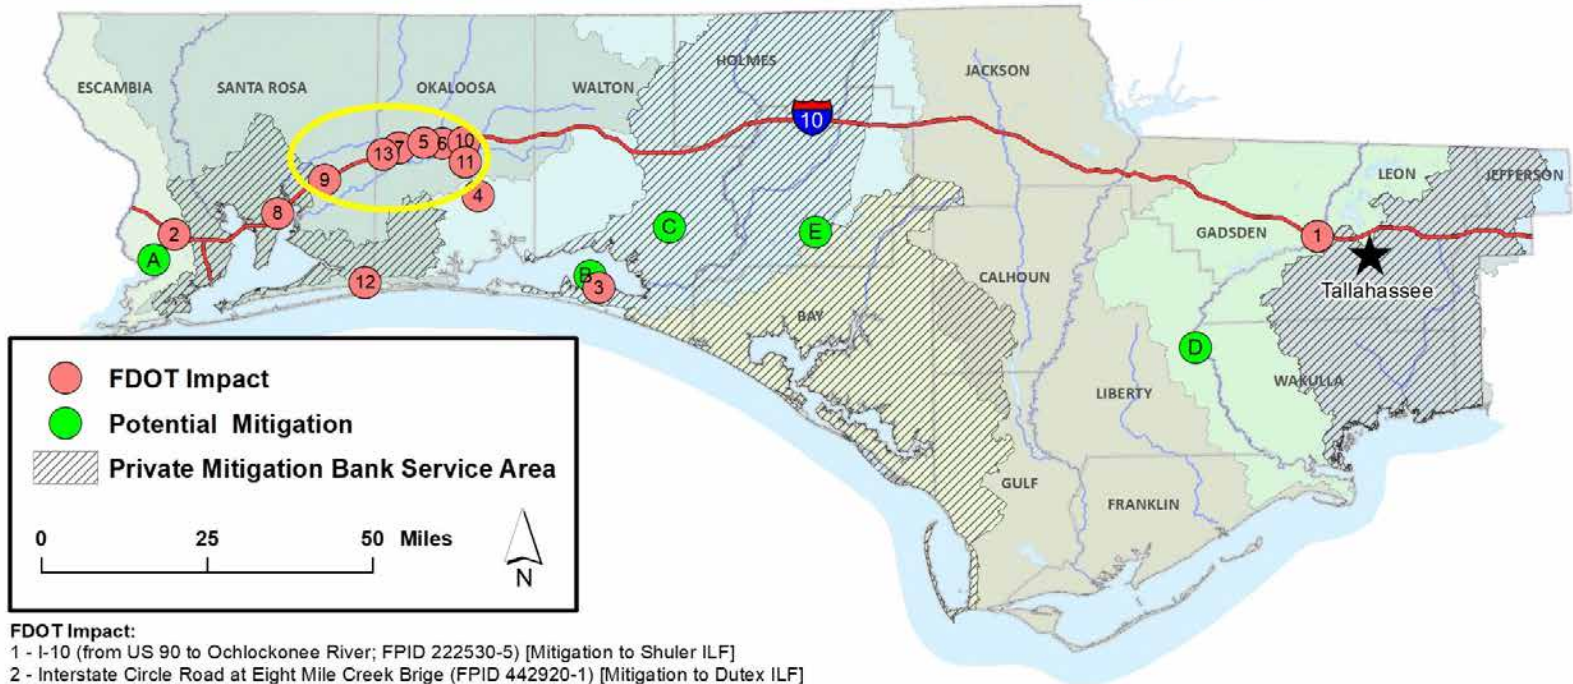 ESCAMBIA
SANTA ROSA
OKALOOSA
WALTON
HOLMES
JACKSON
10
LEON
JEFFERSON
GADSDEN
CALHOUN
BAY
LIBERTY
WAKULLA
GULF
FRANKLIN
Tallahassee
13
7
5
6
10
11
9
4
8
2
A
12
B
3
C
E
1
D
FDOT Impact
Potential Mitigation
Private Mitigation Bank Service Area
0 25 50 Miles
N
FDOT Impact:
1 - I-10 (from US 90 to Ochlockonee River; FPID 222530-5) [Mitigation to Shuler ILF]
2 - Interstate Circle Road at Eight Mile Creek Brige (FPID 442920-1) [Mitigation to Dutex ILF]